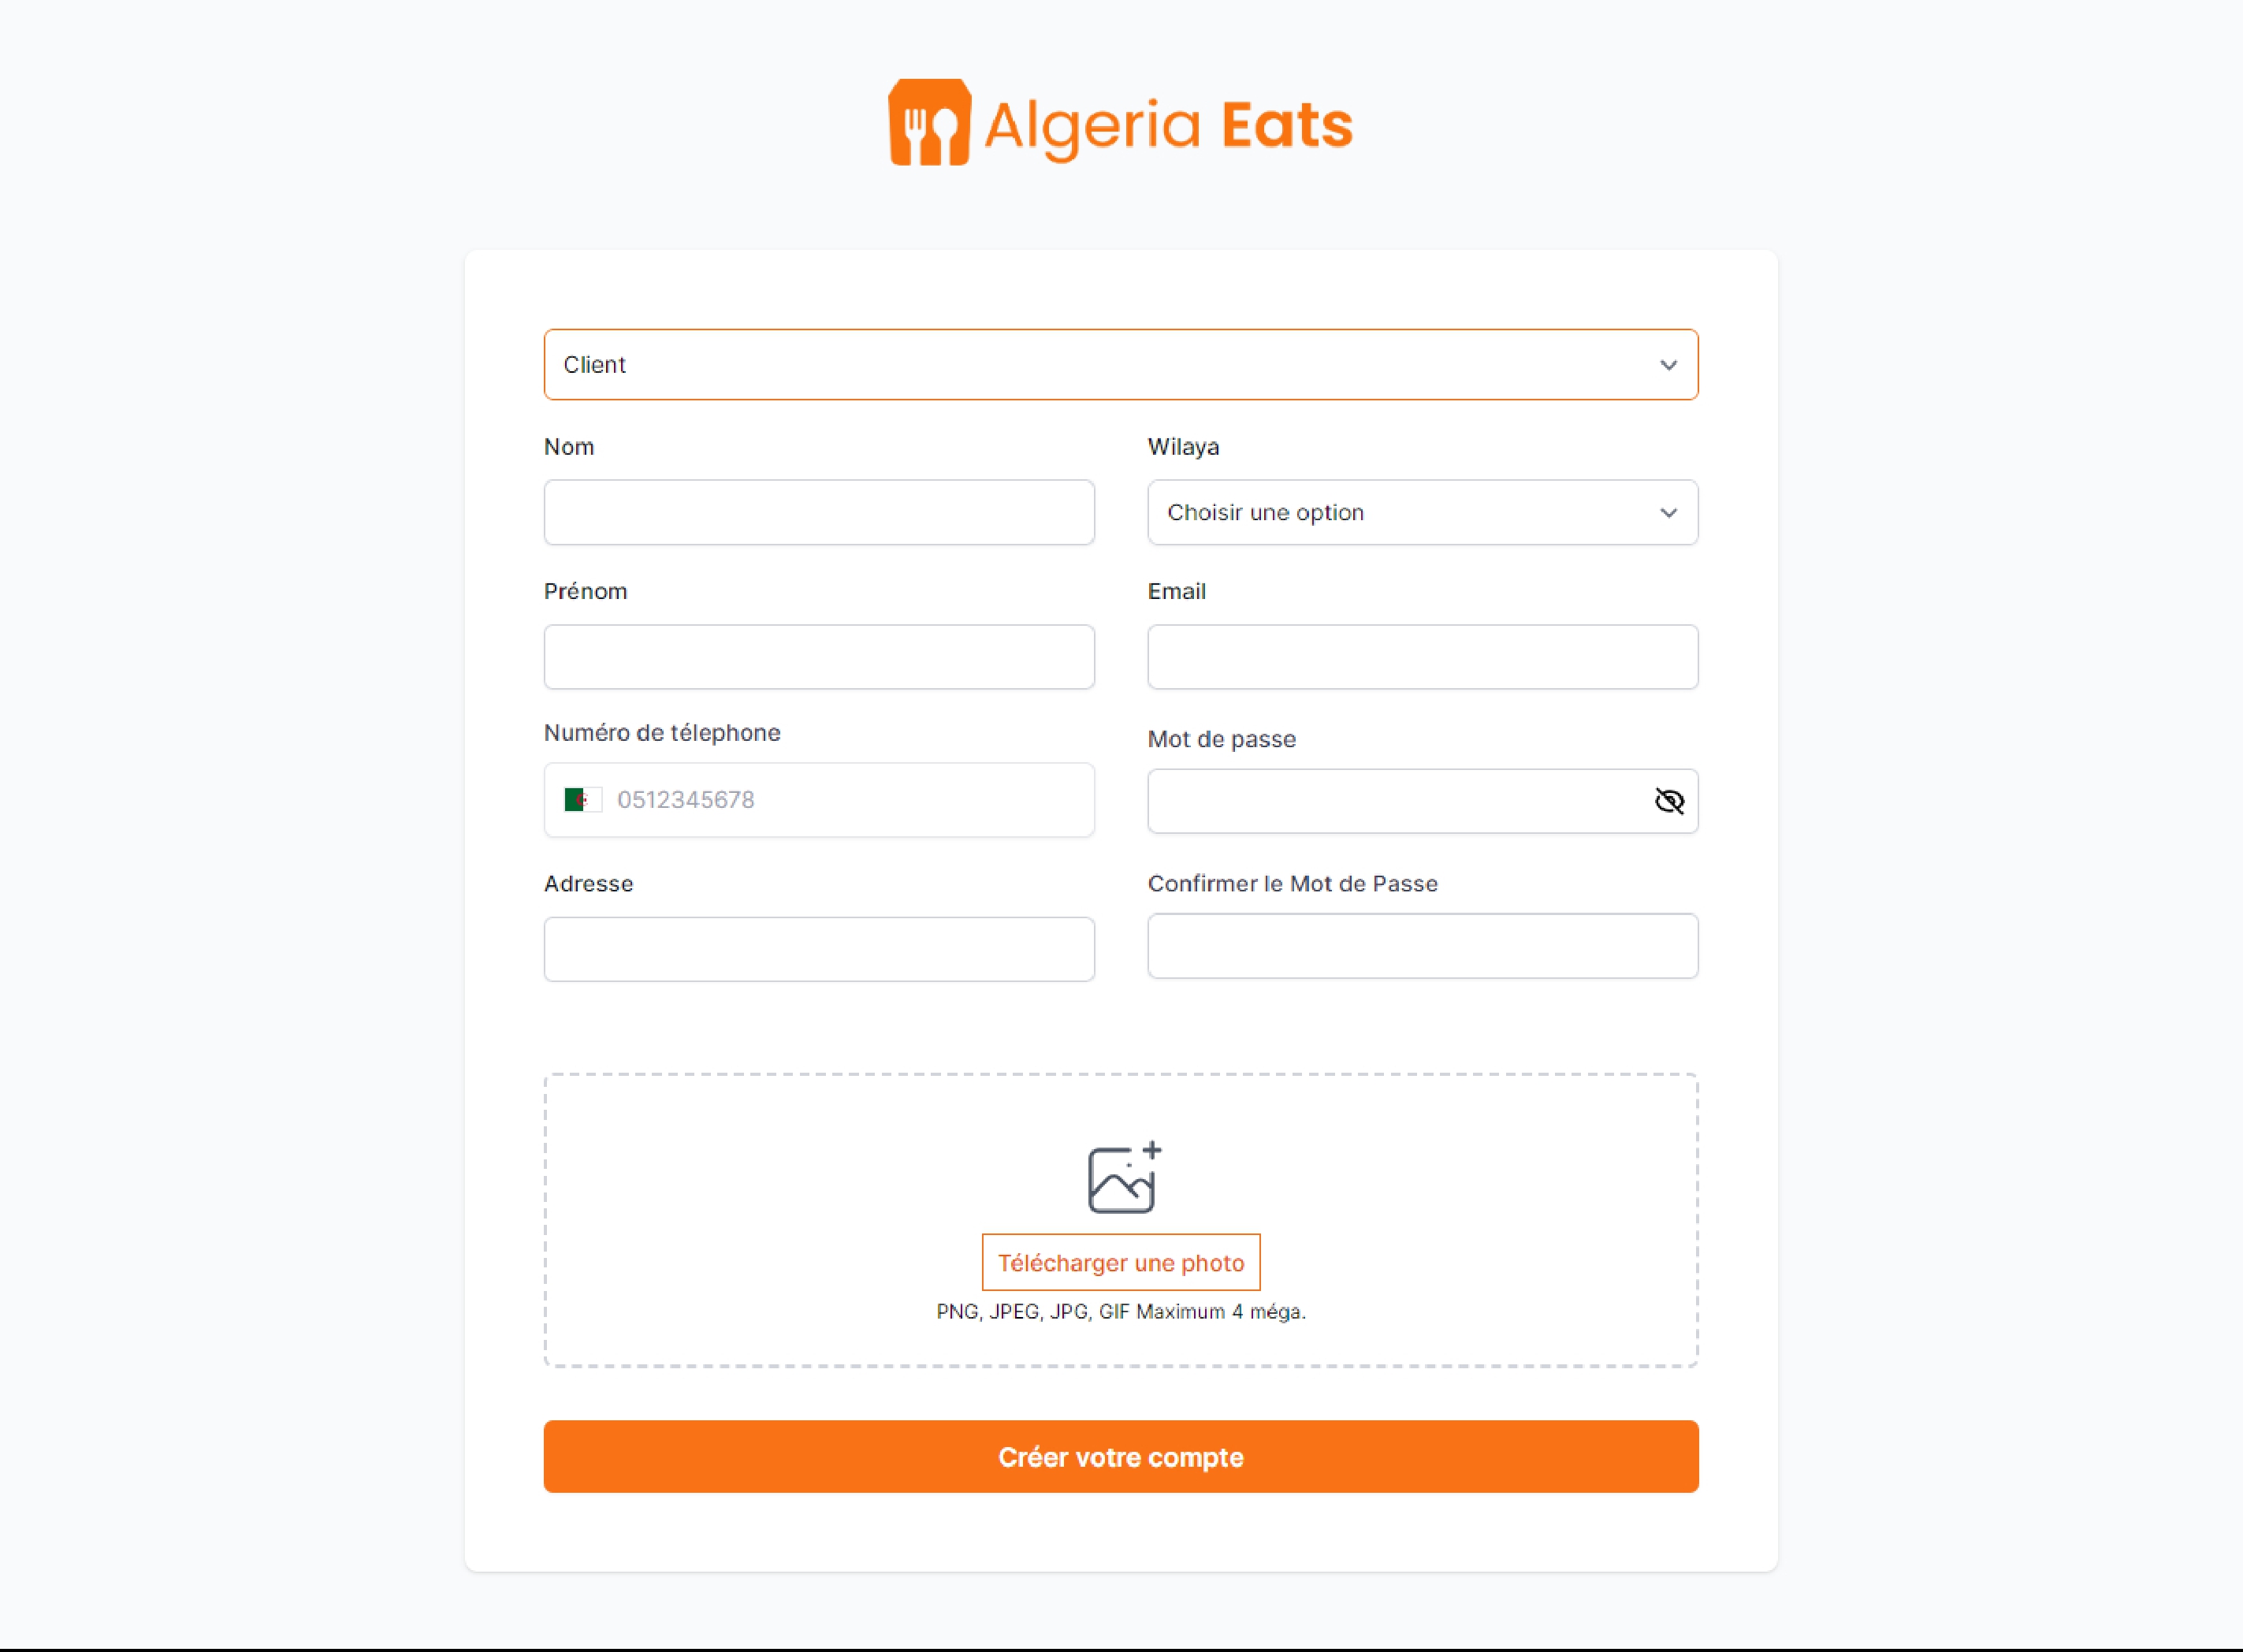 Algeria Eats
Client
Nom
Wilaya
Choisir une option
Prénom
Email
Numéro de télephone
Mot de passe
0512345678
Adresse
Confirmer le Mot de Passe
Télécharger une photo
PNG, JPEG, JPG, GIF Maximum 4 méga.
Créer votre compte